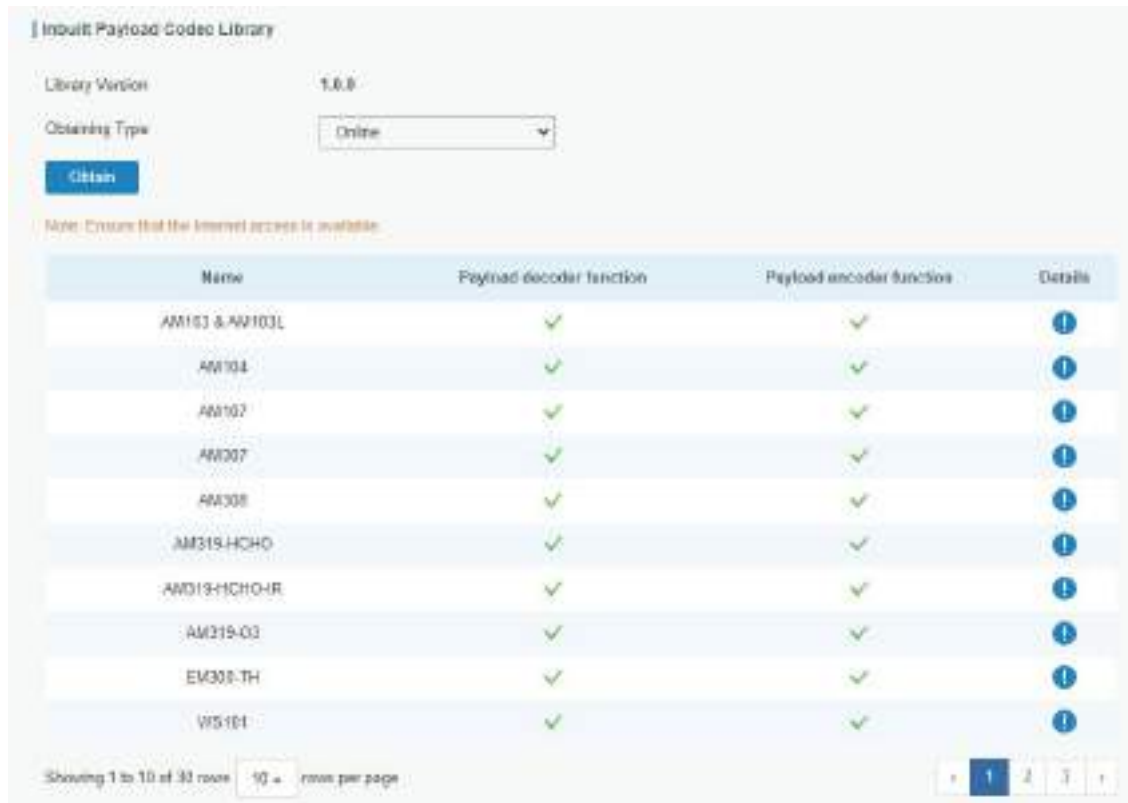 Inbuilt Payload Codec Library
Library Version 1.0.0
Obtaining Type Online
Obtain
Note: Ensure that the Internet access is available.
Name Payload decoder function Payload encoder function Details
AM103 & AM103L
AM104
AM107
AM307
AM308
AM319-HCHO
AM319-HCHO-IR
AM319-O3
EM300-TH
WS101
Showing 1 to 10 of 30 rows 10 rows per page 1 2 3